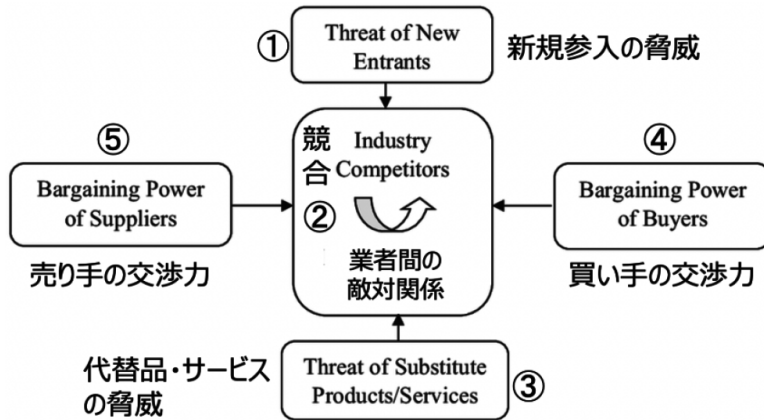 ①
Threat of New
Entrants
新規参入の脅威
⑤
Bargaining Power
of Suppliers
売り手の交渉力
競
合
②
Industry
Competitors
業者間の
敵対関係
④
Bargaining Power
of Buyers
買い手の交渉力
代替品・サービス
の脅威
Threat of Substitute
Products/Services
③